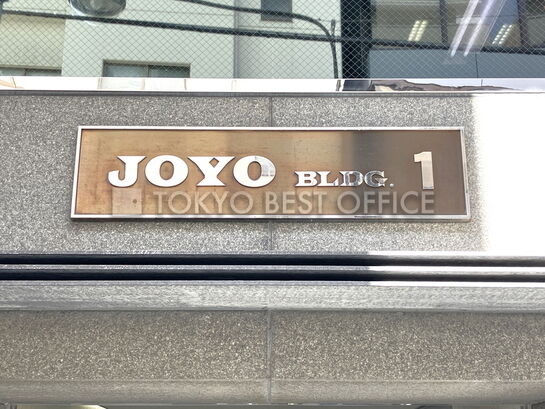 JOYO BLDG. 1
TOKYO BEST OFFICE